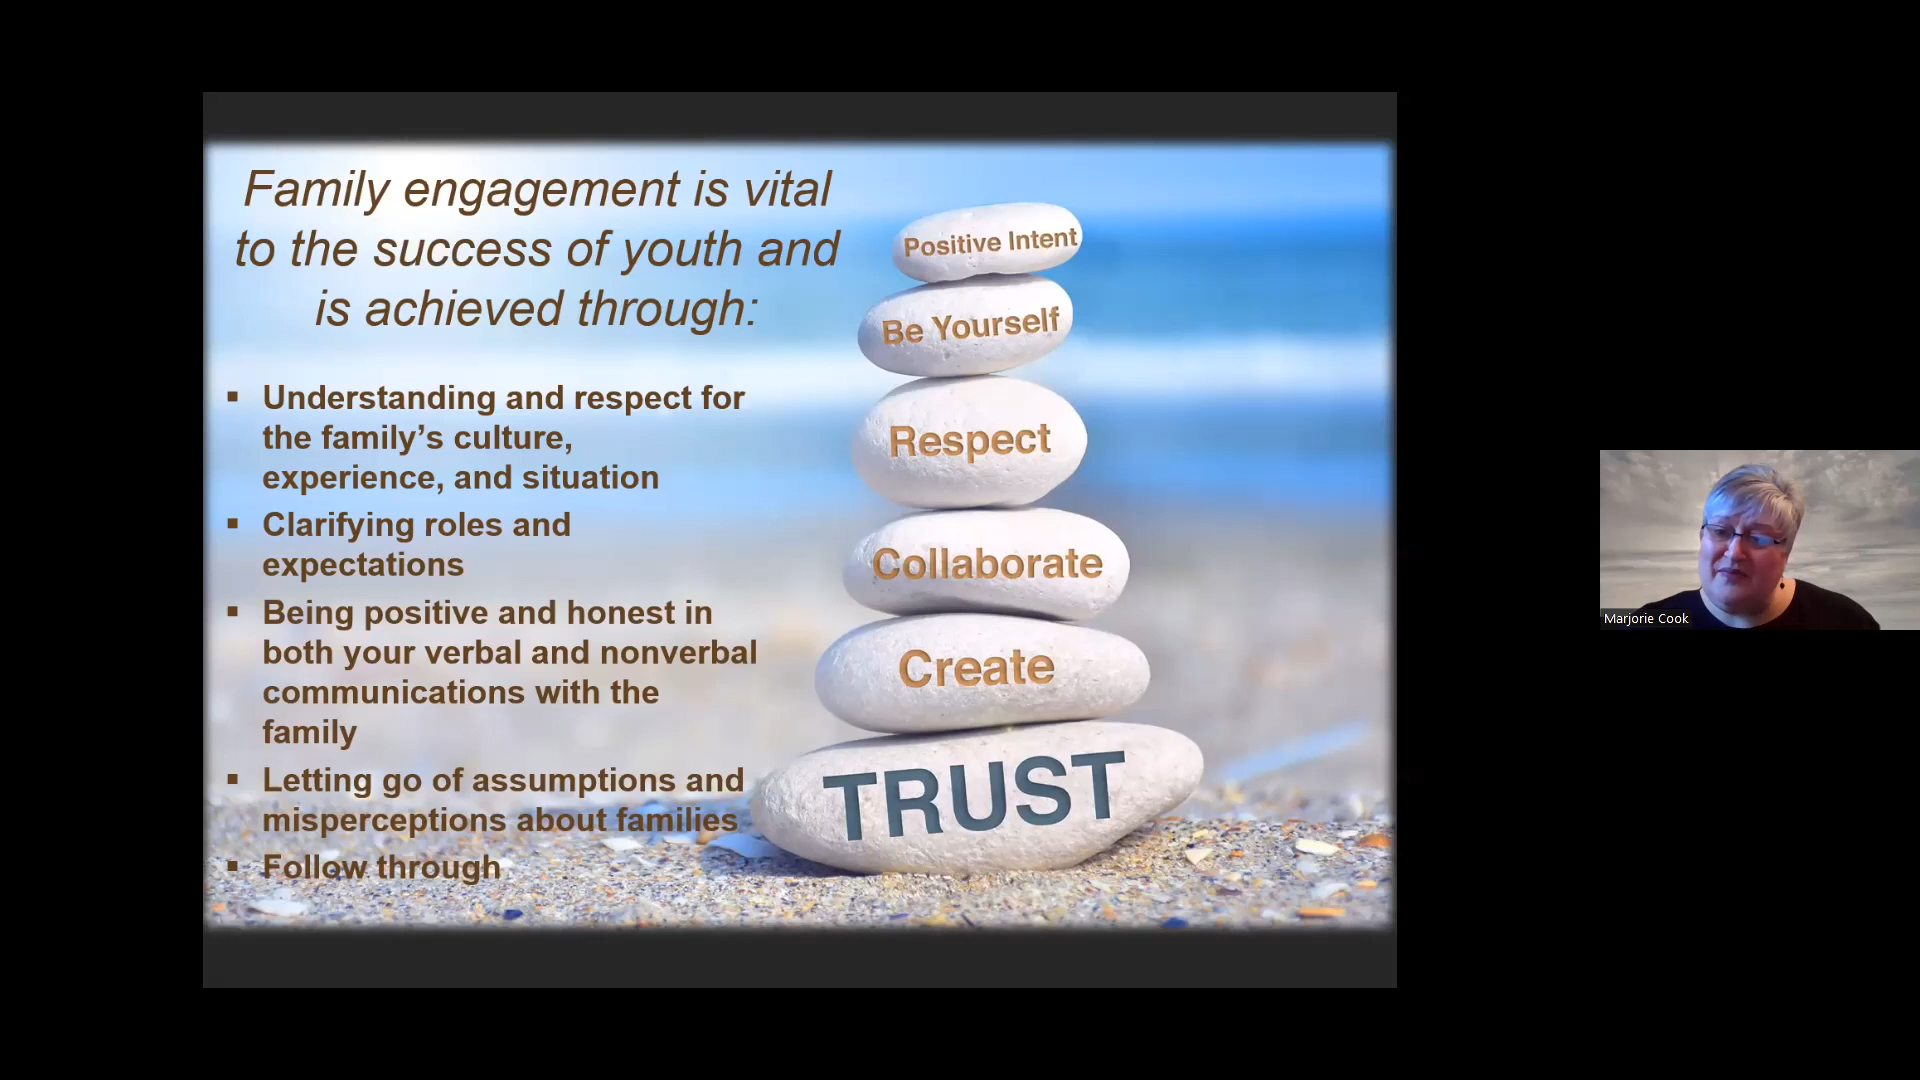 Family engagement is vital
to the success of youth and
is achieved through:
▪ Understanding and respect for
the family’s culture,
experience, and situation
▪ Clarifying roles and
expectations
▪ Being positive and honest in
both your verbal and nonverbal
communications with the
family
▪ Letting go of assumptions and
misperceptions about families
▪ Follow through
Positive Intent
Be Yourself
Respect
Collaborate
Create
TRUST
Marjorie Cook